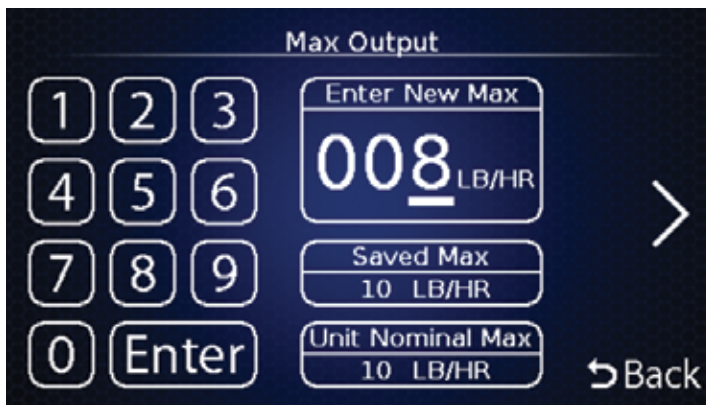 Max Output
1 2 3
4 5 6
7 8 9
0 Enter
Enter New Max
008 LB/HR
Saved Max
10 LB/HR
Unit Nominal Max
10 LB/HR
Back